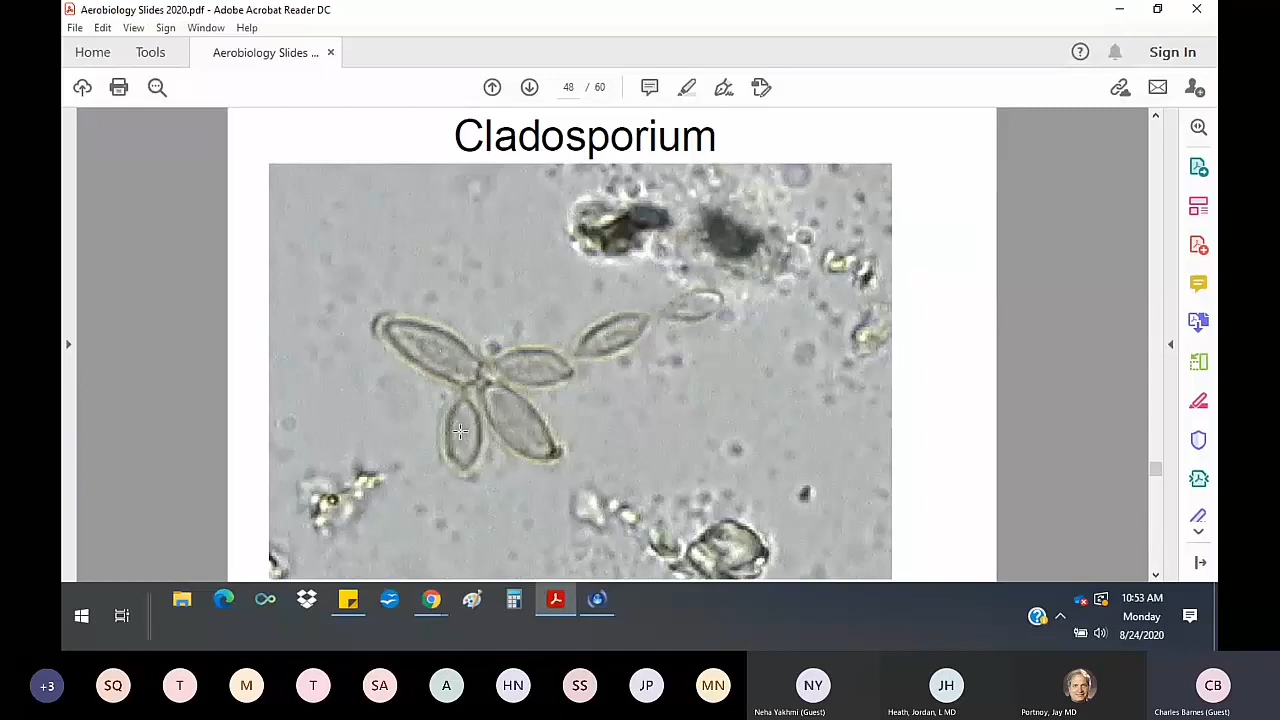 Aerobiology Slides 2020.pdf - Adobe Acrobat Reader DC
File Edit View Sign Window Help
Home Tools Aerobiology Slides ... × Sign In
48 / 60
Cladosporium
10:53 AM
Monday
8/24/2020
+3 SQ T M T SA A HN SS JP MN NY JH CB
Neha Yakhmi (Guest) Heath, Jordan, L MD Portnoy, Jay MD Charles Barnes (Guest)